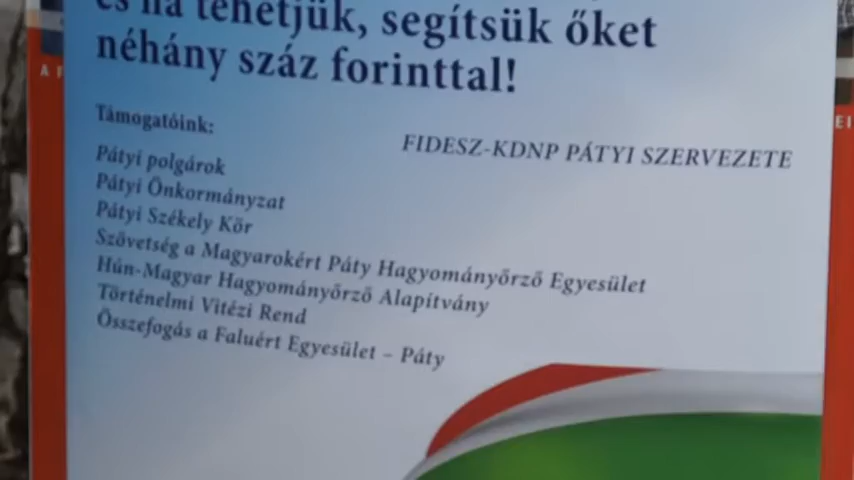 és ha tehetjük, segítsük őket
néhány száz forinttal!
Támogatóink:
FIDESZ-KDNP PÁTYI SZERVEZETE
Pátyi polgárok
Pátyi Önkormányzat
Pátyi Székely Kör
Szövetség a Magyarokért Páty Hagyományőrző Egyesület
Hún-Magyar Hagyományőrző Alapítvány
Történelmi Vitézi Rend
Összefogás a Faluért Egyesület – Páty